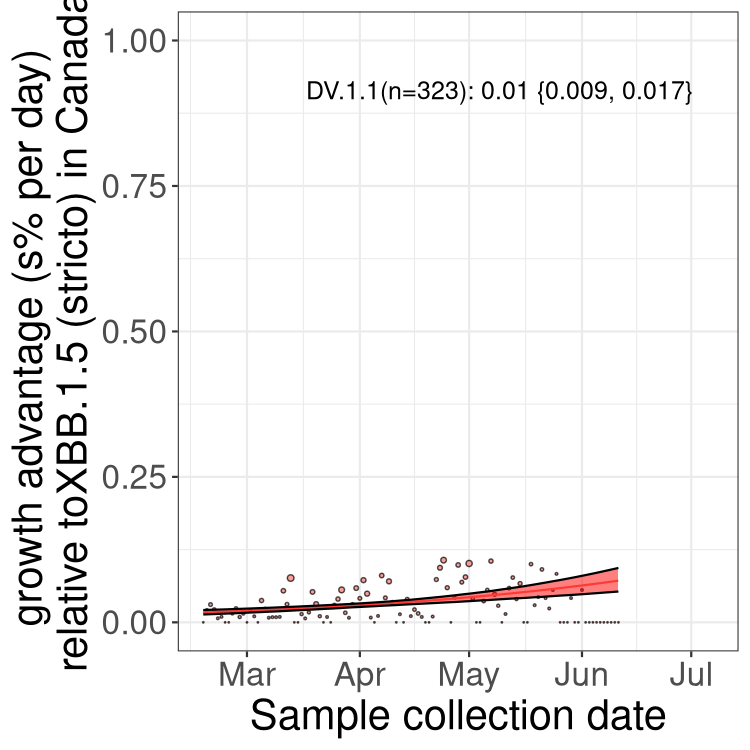 growth advantage (s% per day)
relative toXBB.1.5 (stricto) in Canada
1.00
0.75
0.50
0.25
0.00
DV.1.1(n=323): 0.01 {0.009, 0.017}
Mar Apr May Jun Jul
Sample collection date